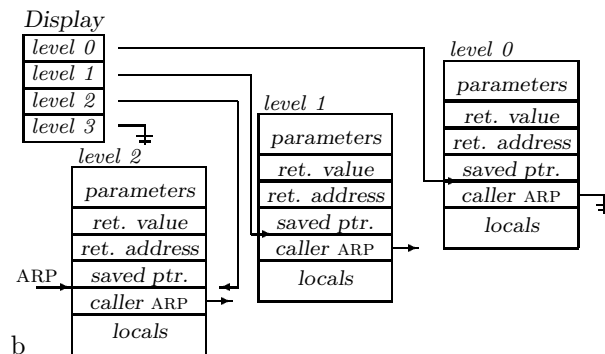 Display
level 0
level 1
level 2
level 3
level 0
parameters
ret. value
ret. address
saved ptr.
caller ARP
locals
level 1
parameters
ret. value
ret. address
saved ptr.
caller ARP
locals
level 2
parameters
ret. value
ret. address
saved ptr.
caller ARP
locals
ARP
b